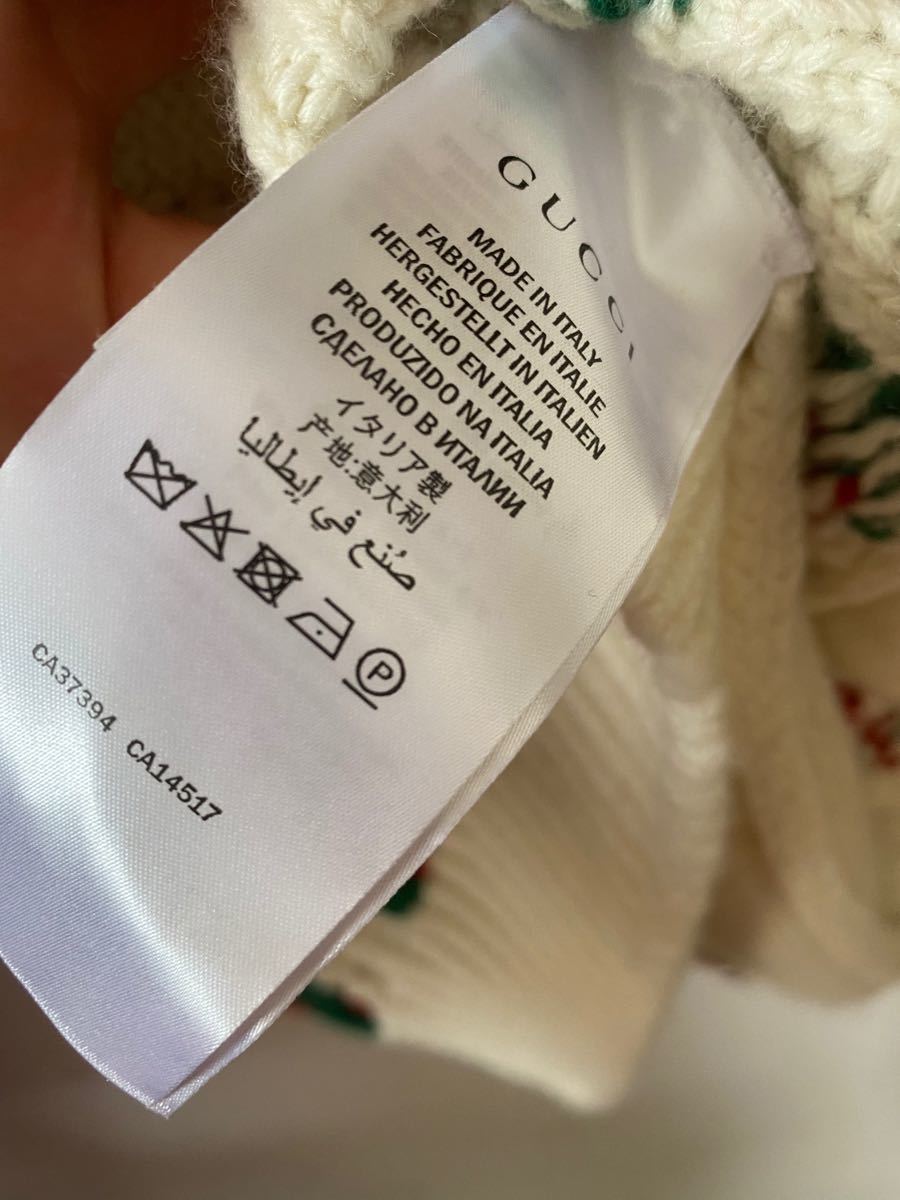 GUCCI
MADE IN ITALY
FABRIQUE EN ITALIE
HERGESTELLT IN ITALIEN
HECHO EN ITALIA
PRODUZIDO NA ITALIA
СДЕЛАНО В ИТАЛИИ
イタリア製
产地:意大利
صُنع في إيطاليا
P
CA37394 CA14517